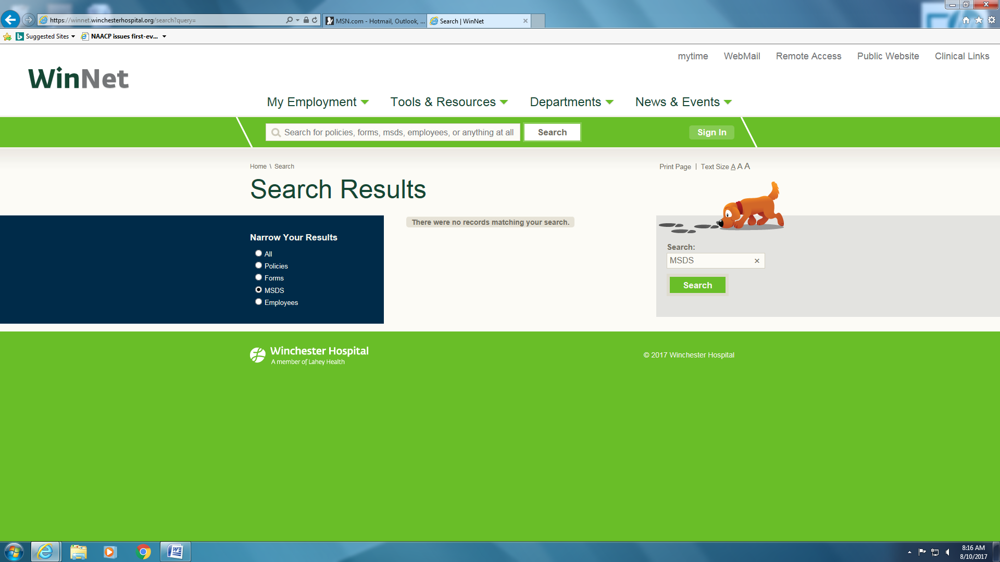 https://winnet.winchesterhospital.org/search?query=
MSN.com - Hotmail, Outlook, ...
Search | WinNet
Suggested Sites
NAACP issues first-ev...
mytime WebMail Remote Access Public Website Clinical Links
WinNet
My Employment Tools & Resources Departments News & Events
Search for policies, forms, msds, employees, or anything at all Search Sign In
Home \ Search
Print Page | Text Size A A A
Search Results
There were no records matching your search.
Narrow Your Results
All
Policies
Forms
MSDS
Employees
Search:
MSDS
Search
Winchester Hospital
A member of Lahey Health
© 2017 Winchester Hospital
8:16 AM
8/10/2017